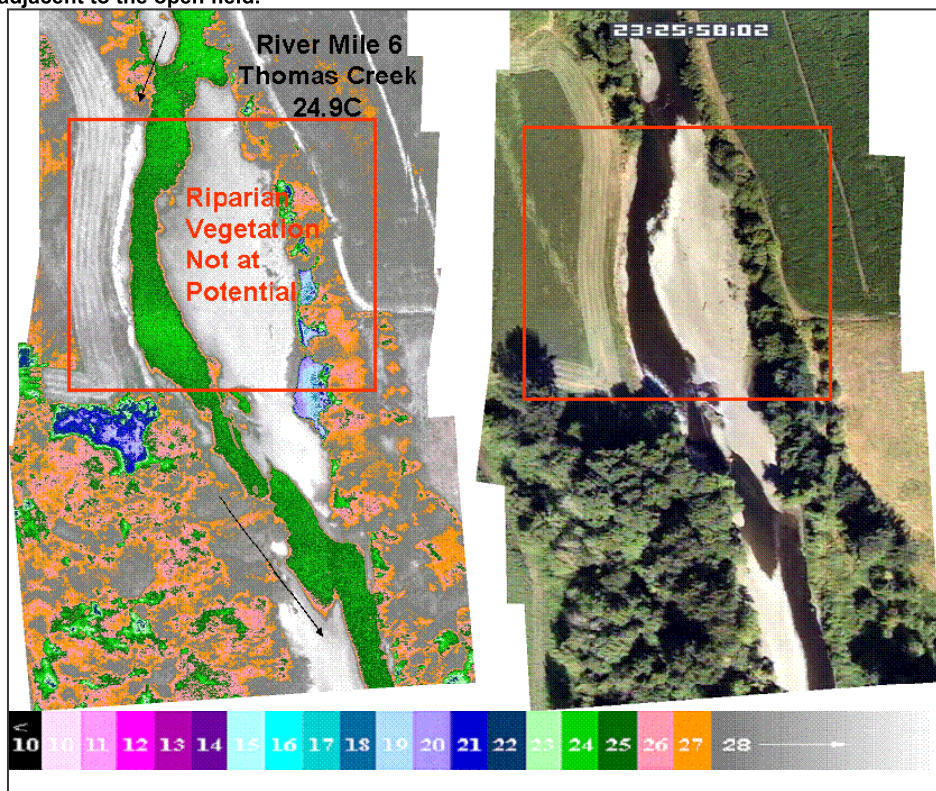 adjacent to the open field.
River Mile 6
Thomas Creek
24.9C
23:25:58:02
Riparian
Vegetation
Not at
Potential
< 10 10 11 12 13 14 15 16 17 18 19 20 21 22 23 24 25 26 27 28